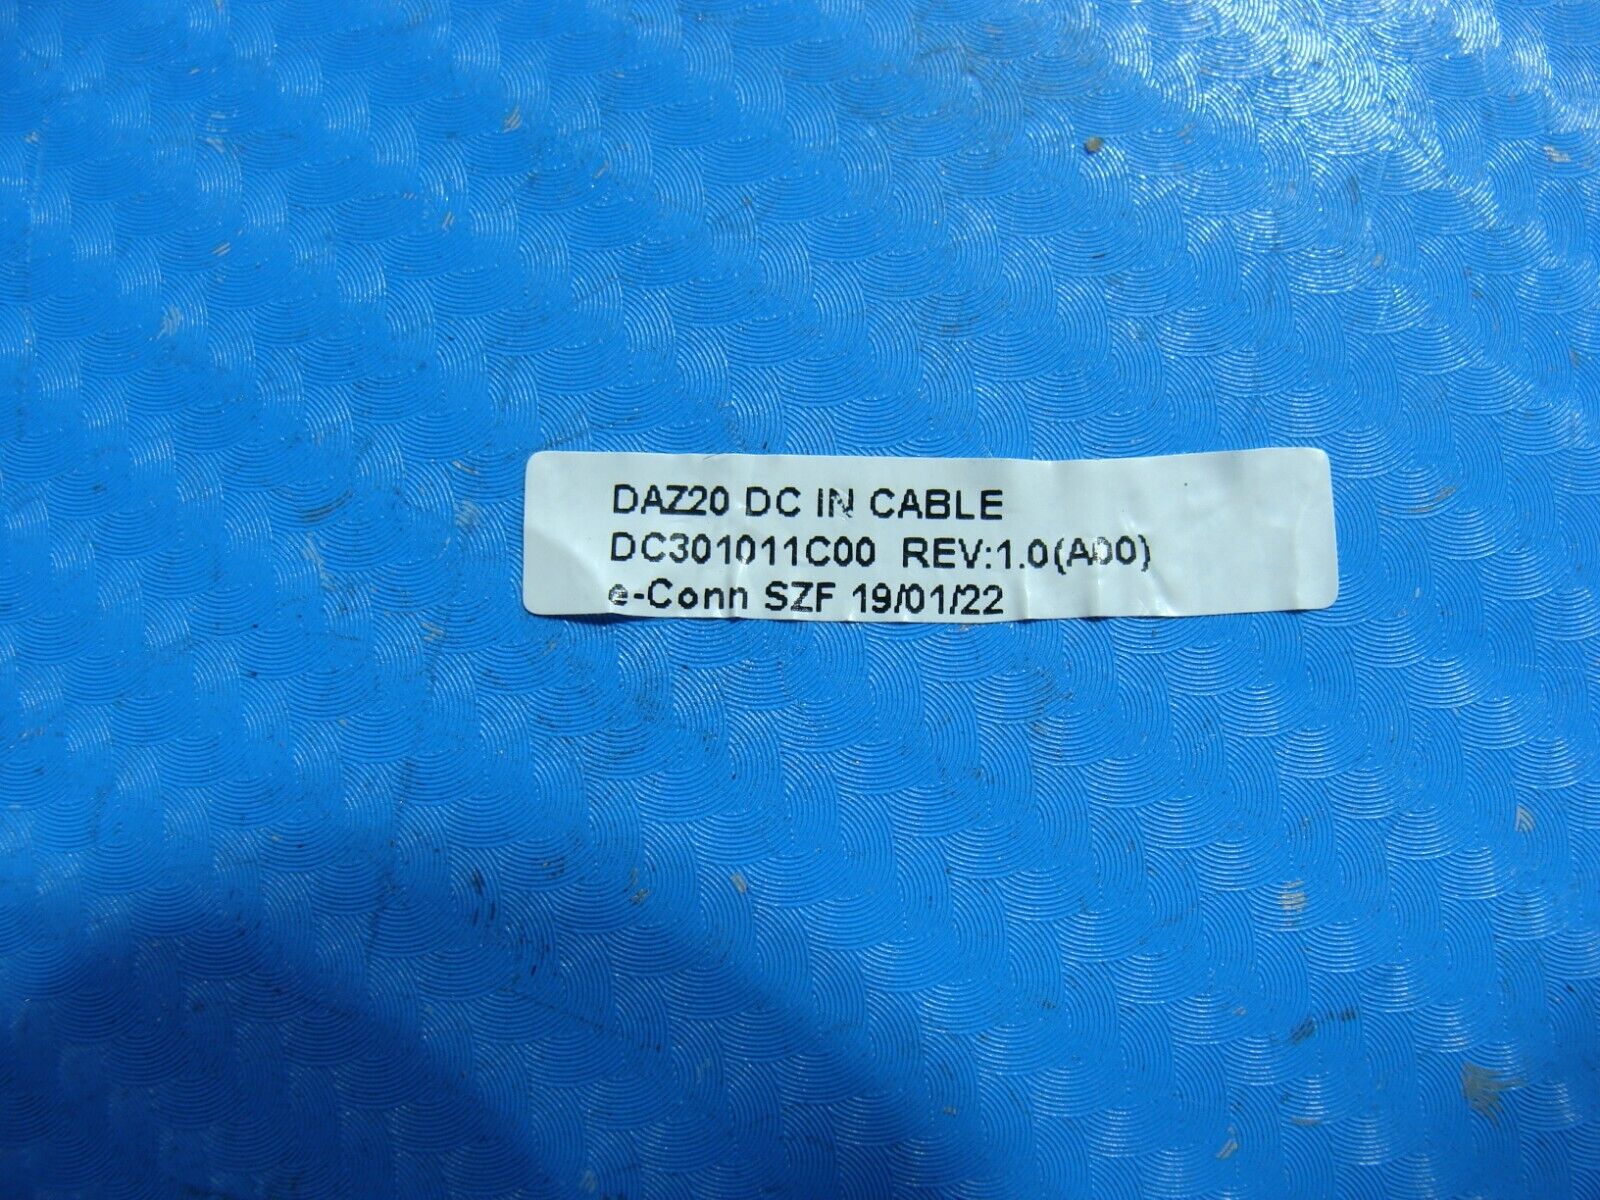 DAZ20 DC IN CABLE
DC301011C00 REV:1.0(A00)
e-Conn SZF 19/01/22